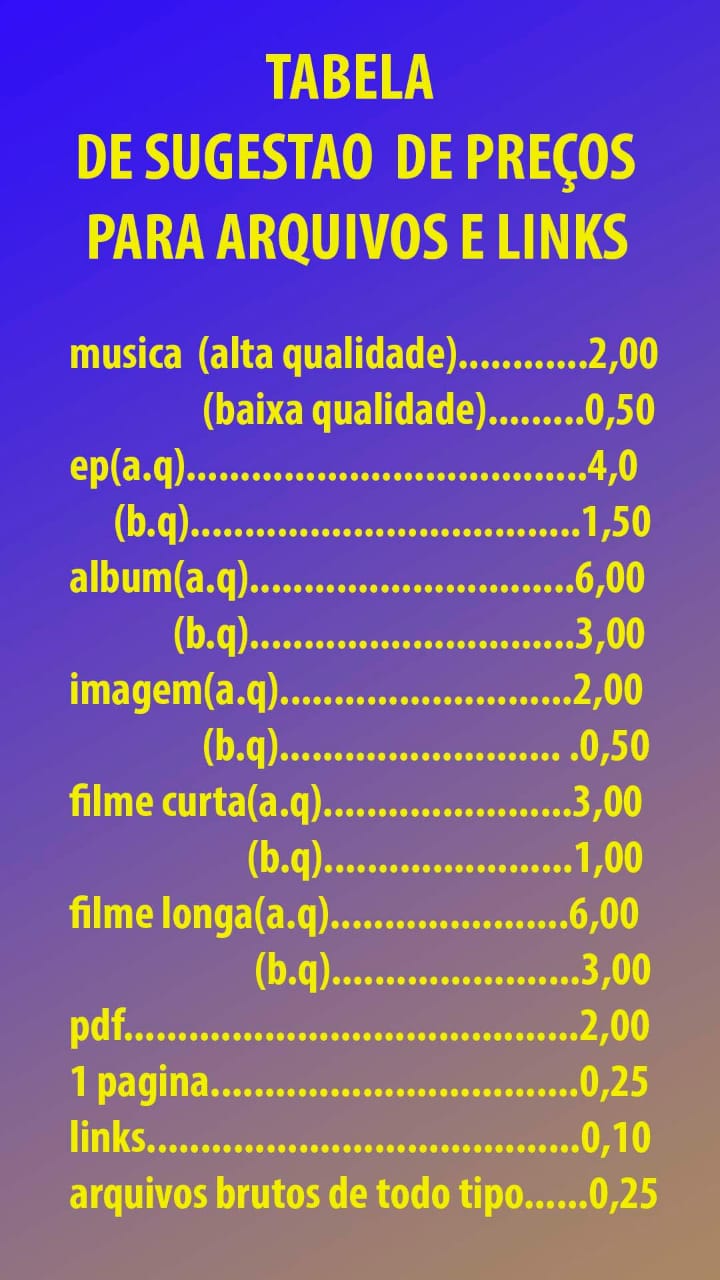 TABELA
DE SUGESTAO DE PREÇOS
PARA ARQUIVOS E LINKS
musica (alta qualidade)............2,00
(baixa qualidade).........0,50
ep(a.q).....................................4,0
(b.q)....................................1,50
album(a.q)..............................6,00
(b.q)..............................3,00
imagem(a.q)...........................2,00
(b.q).......................... .0,50
filme curta(a.q).......................3,00
(b.q).......................1,00
filme longa(a.q)......................6,00
(b.q).......................3,00
pdf..........................................2,00
1 pagina..................................0,25
links........................................0,10
arquivos brutos de todo tipo......0,25